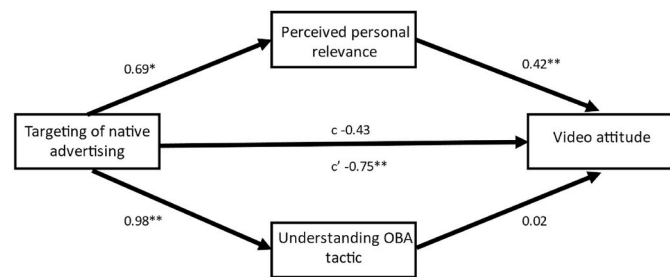 Perceived personal
relevance
0.69*
0.42**
Targeting of native
advertising
c -0.43
Video attitude
c' -0.75**
0.98**
0.02
Understanding OBA
tactic